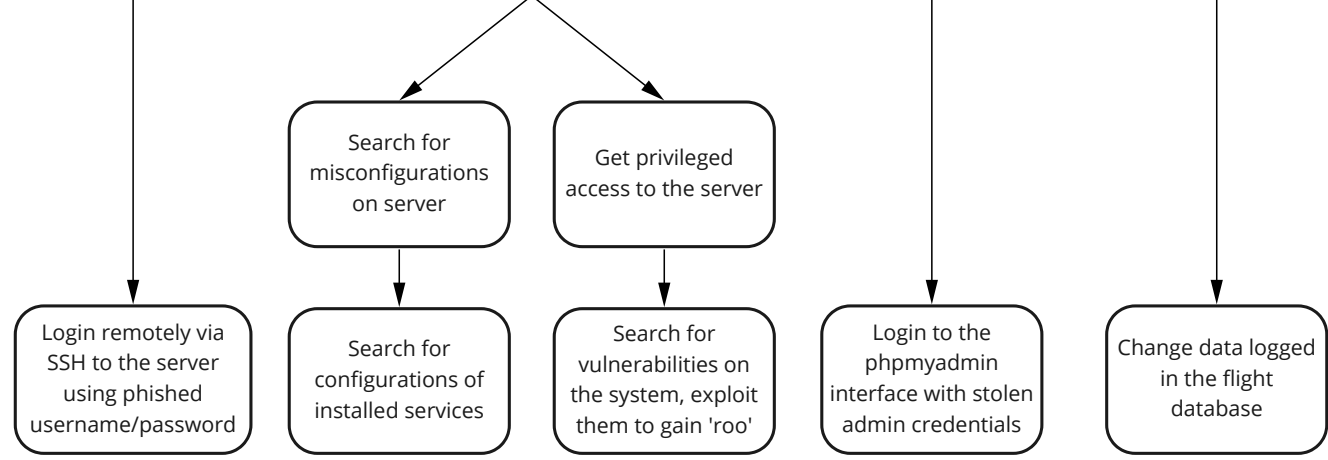 Search for
misconfigurations
on server
Get privileged
access to the server
Login remotely via
SSH to the server
using phished
username/password
Search for
configurations of
installed services
Search for
vulnerabilities on
the system, exploit
them to gain 'roo'
Login to the
phpmyadmin
interface with stolen
admin credentials
Change data logged
in the flight
database